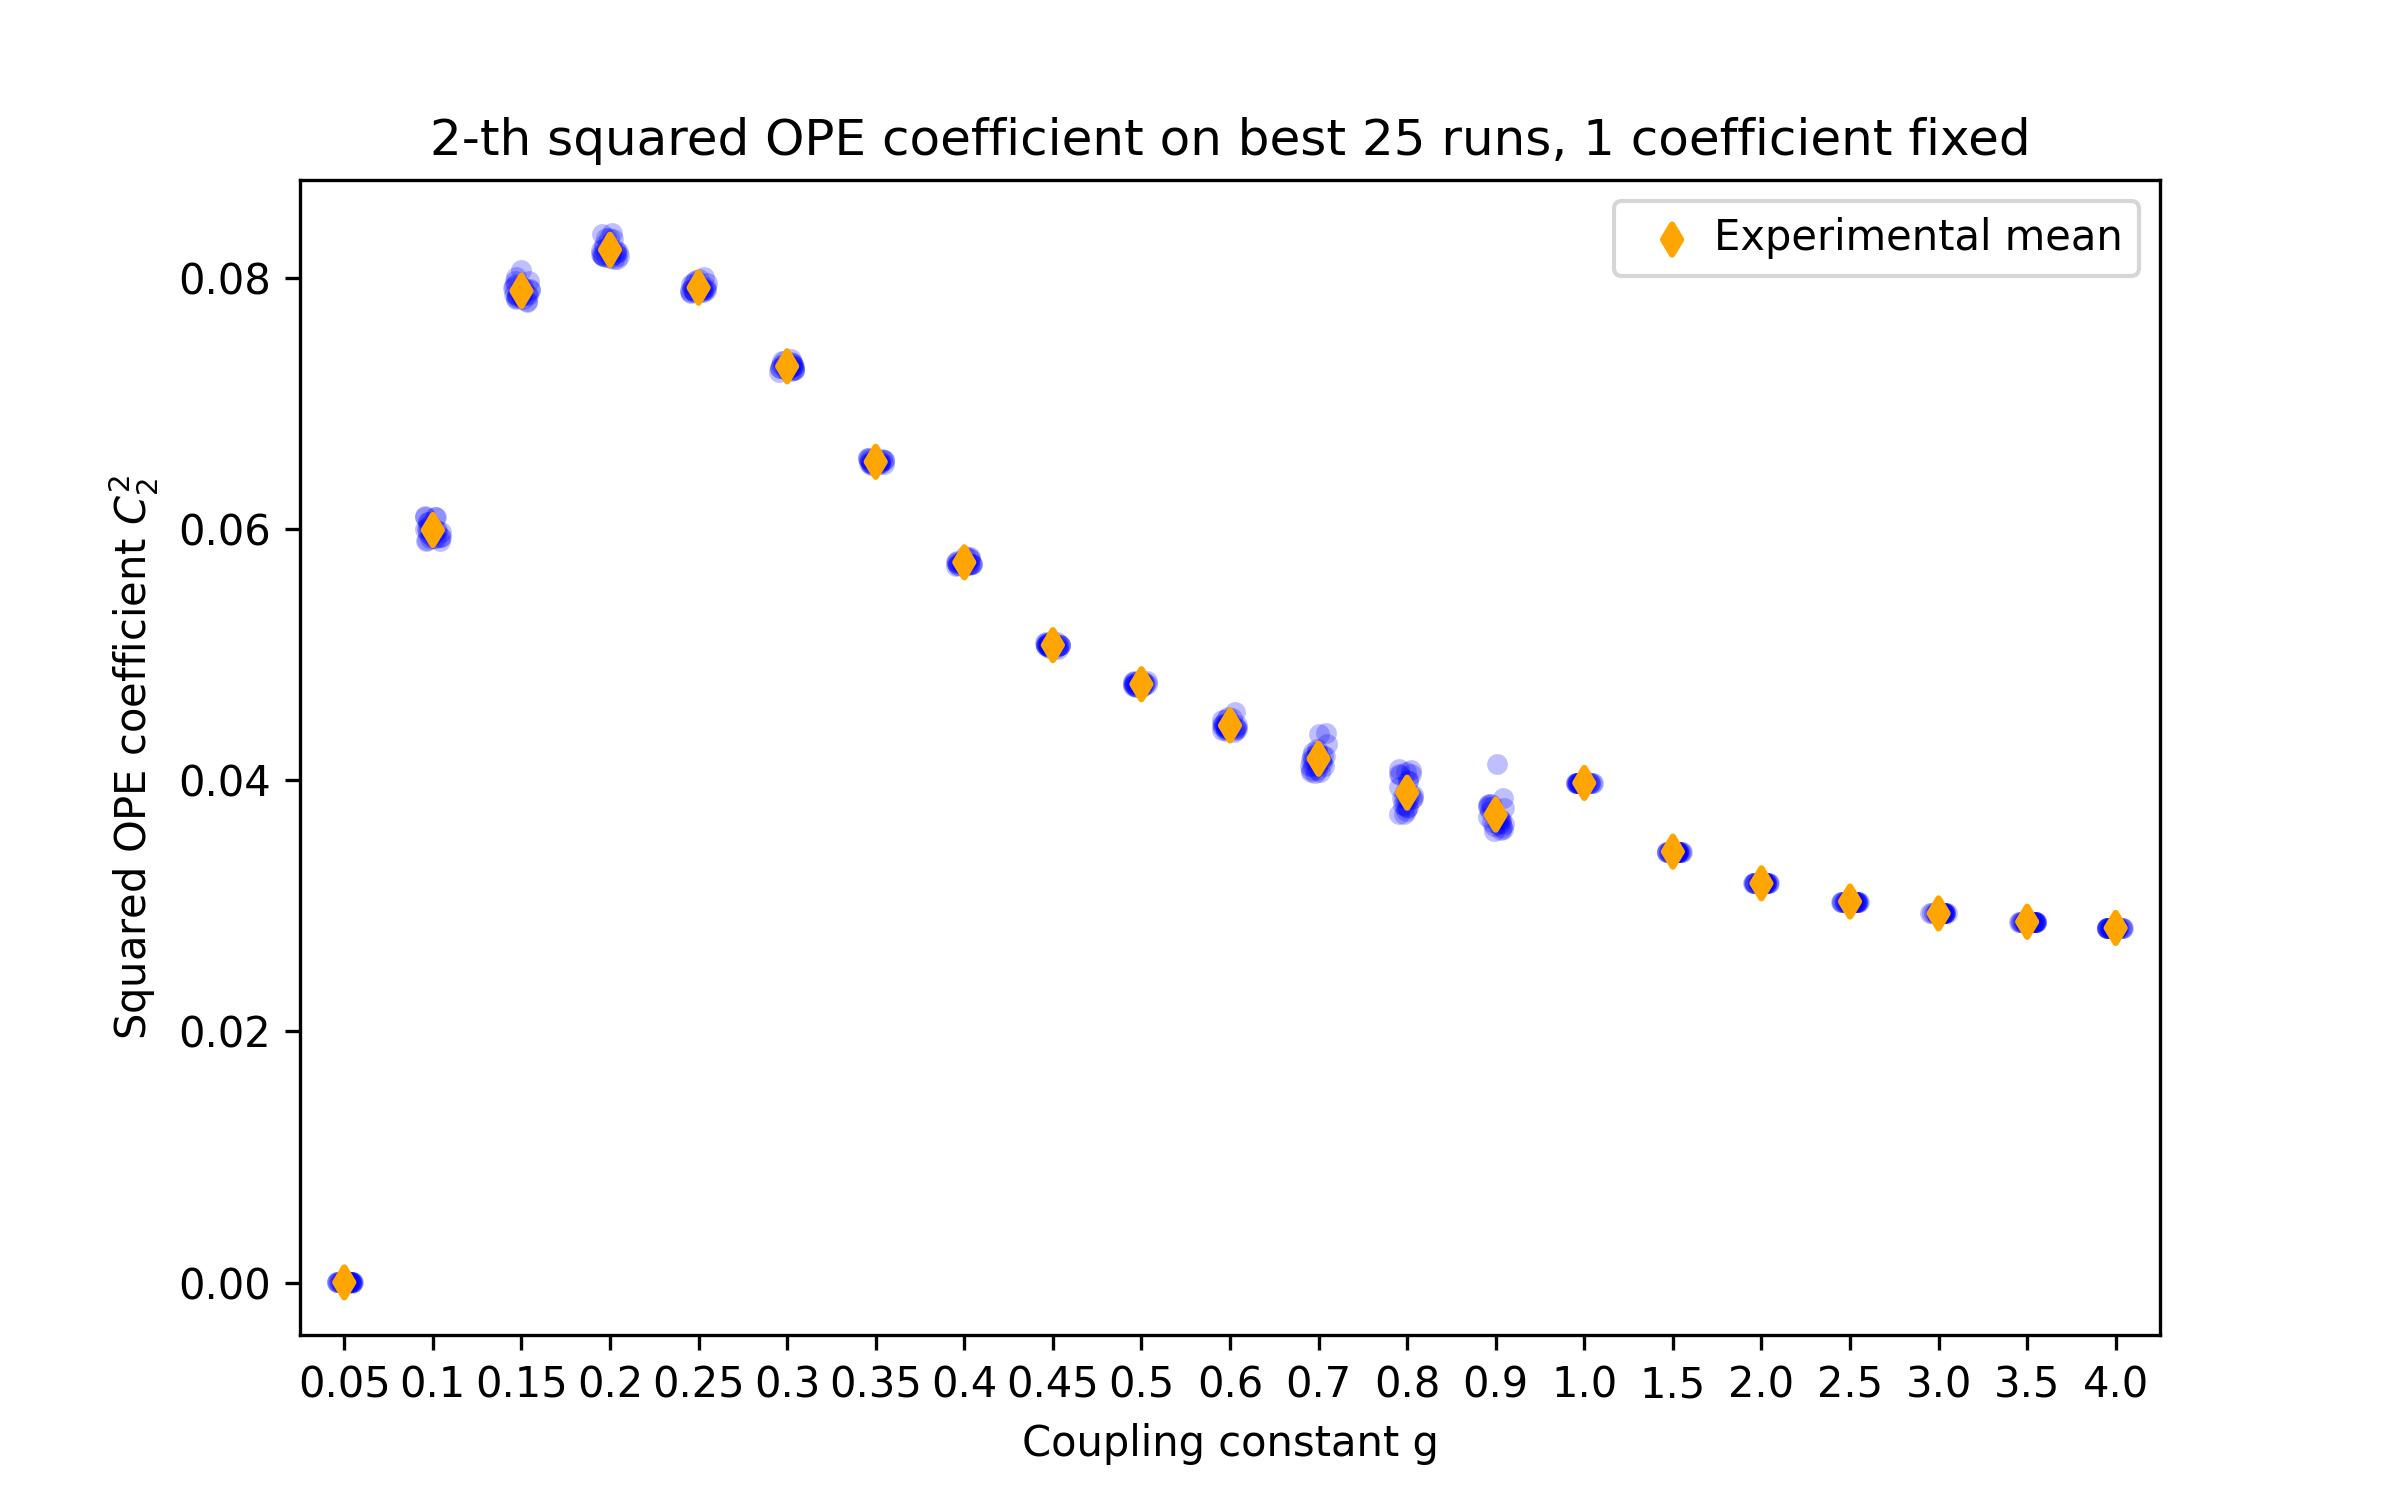 2-th squared OPE coefficient on best 25 runs, 1 coefficient fixed
Experimental mean
Squared OPE coefficient $C_2^2$
0.08
0.06
0.04
0.02
0.00
0.05 0.1 0.15 0.2 0.25 0.3 0.35 0.4 0.45 0.5 0.6 0.7 0.8 0.9 1.0 1.5 2.0 2.5 3.0 3.5 4.0
Coupling constant g